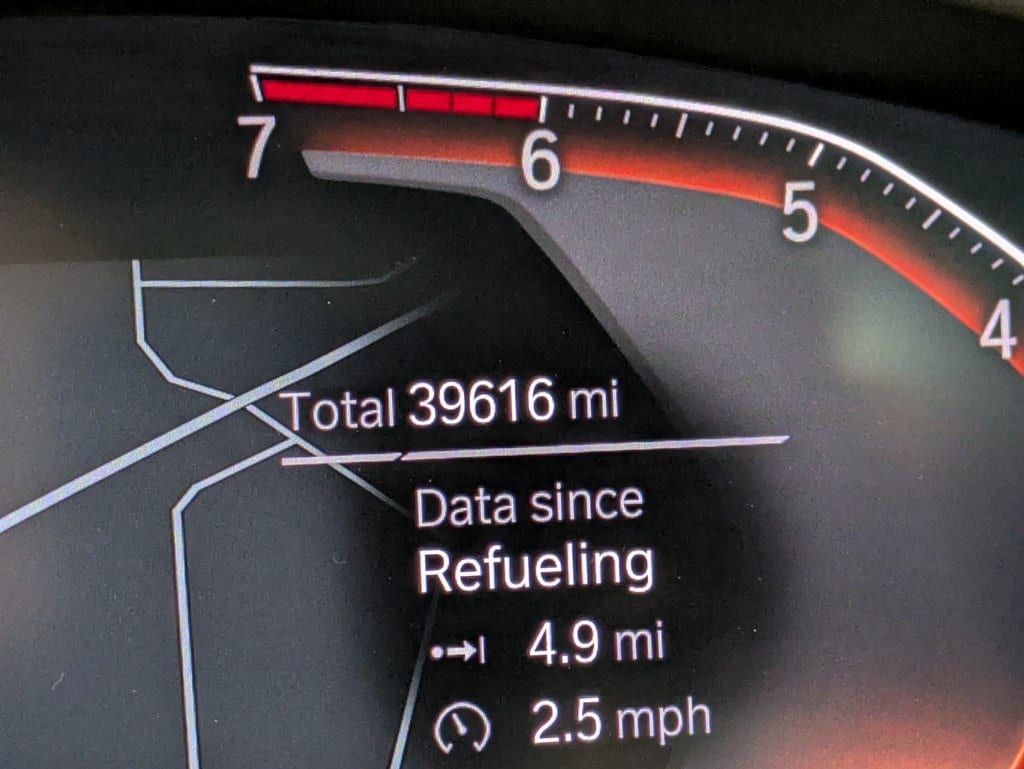 7
6
5
4
Total 39616 mi
Data since
Refueling
4.9 mi
2.5 mph